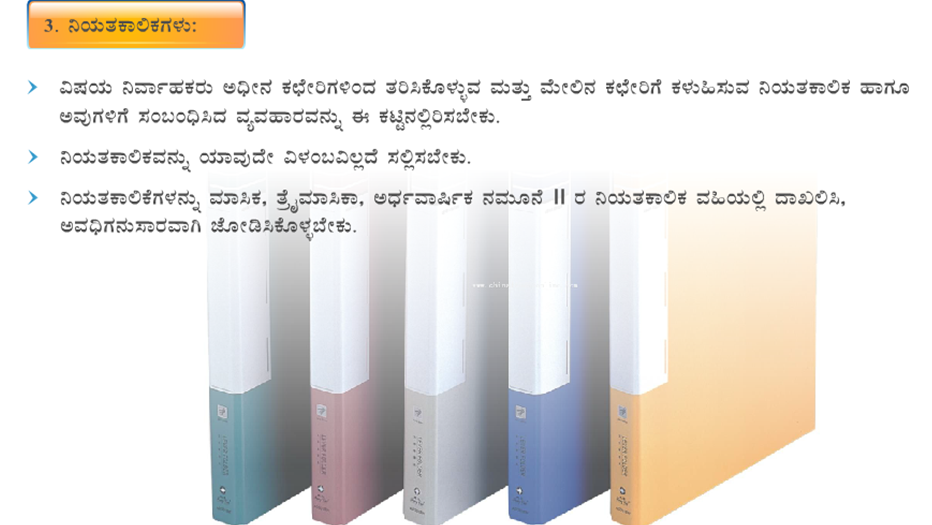 3. ನಿಯತಕಾಲಿಕಗಳು:
ವಿಷಯ ನಿರ್ವಾಹಕರು ಅಧೀನ ಕಛೇರಿಗಳಿಂದ ತರಿಸಿಕೊಳ್ಳುವ ಮತ್ತು ಮೇಲಿನ ಕಛೇರಿಗೆ ಕಳುಹಿಸುವ ನಿಯತಕಾಲಿಕ ಹಾಗೂ
ಅವುಗಳಿಗೆ ಸಂಬಂಧಿಸಿದ ವ್ಯವಹಾರವನ್ನು ಈ ಕಟ್ಟಿನಲ್ಲಿರಿಸಬೇಕು.
ನಿಯತಕಾಲಿಕವನ್ನು ಯಾವುದೇ ವಿಳಂಬವಿಲ್ಲದೆ ಸಲ್ಲಿಸಬೇಕು.
ನಿಯತಕಾಲಿಕೆಗಳನ್ನು ಮಾಸಿಕ, ತ್ರೈಮಾಸಿಕಾ, ಅರ್ಧವಾರ್ಷಿಕ ನಮೂನೆ II ರ ನಿಯತಕಾಲಿಕ ವಹಿಯಲ್ಲಿ ದಾಖಲಿಸಿ,
ಅವಧಿಗನುಸಾರವಾಗಿ ಜೋಡಿಸಿಕೊಳ್ಳಬೇಕು.